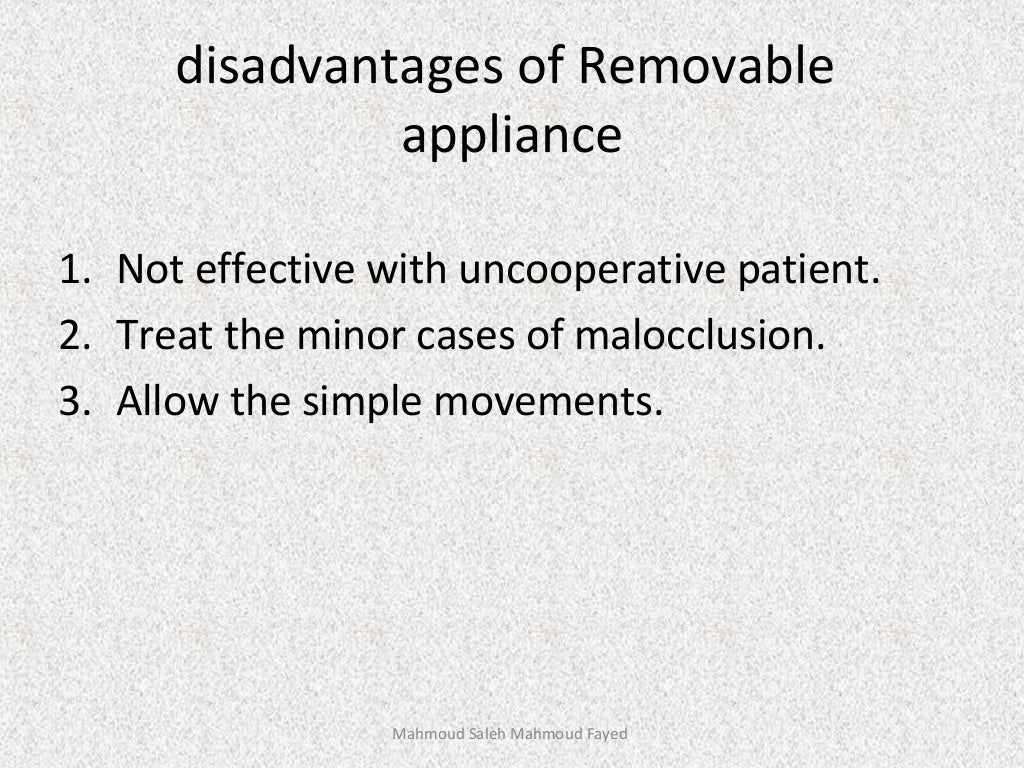 disadvantages of Removable
appliance
1. Not effective with uncooperative patient.
2. Treat the minor cases of malocclusion.
3. Allow the simple movements.
Mahmoud Saleh Mahmoud Fayed